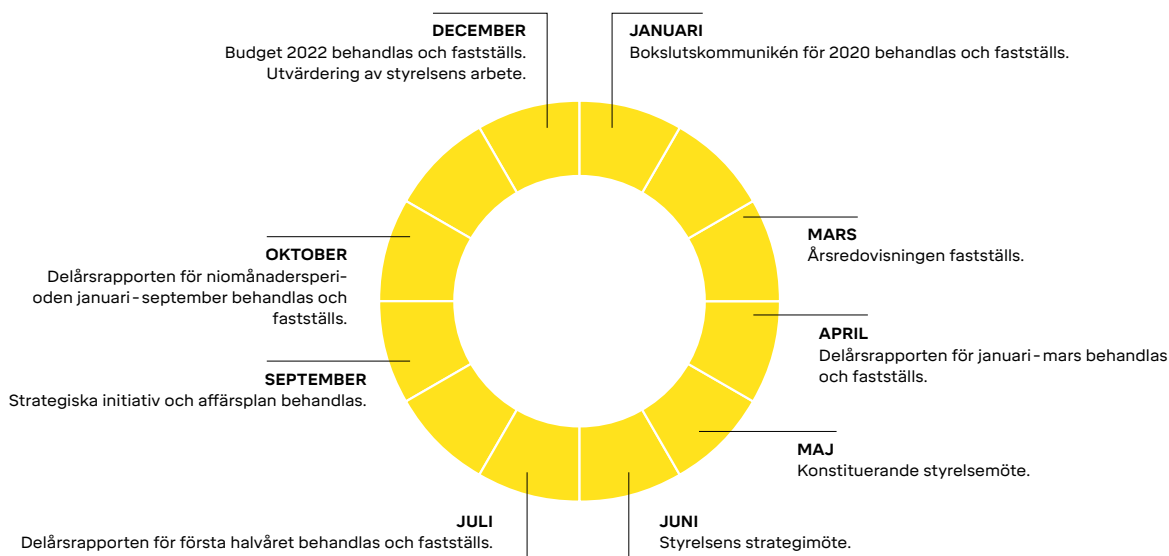 DECEMBER
Budget 2022 behandlas och fastställs.
Utvärdering av styrelsens arbete.
JANUARI
Bokslutskommunikén för 2020 behandlas och fastställs.
MARS
Årsredovisningen fastställs.
APRIL
Delårsrapporten för januari-mars behandlas
och fastställs.
MAJ
Konstituerande styrelsemöte.
JUNI
Styrelsens strategimöte.
JULI
Delårsrapporten för första halvåret behandlas och fastställs.
SEPTEMBER
Strategiska initiativ och affärsplan behandlas.
OKTOBER
Delårsrapporten för niomånadersperi-
oden januari-september behandlas och
fastställs.